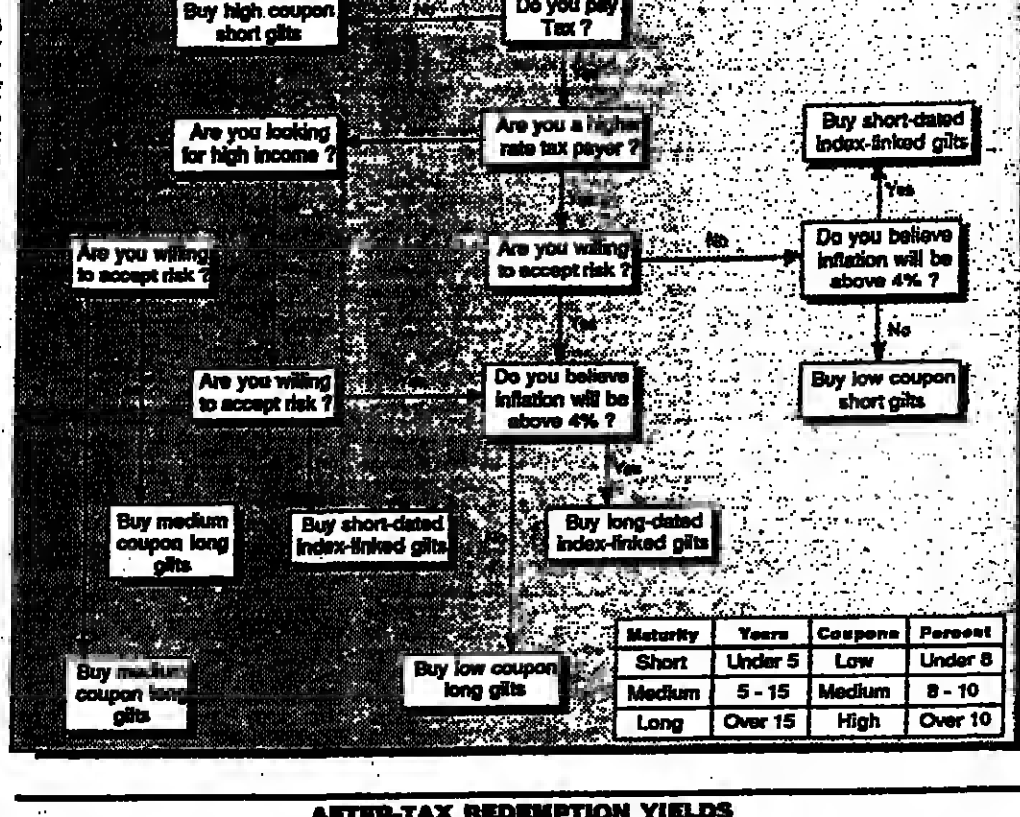 Buy high coupon
short gilts
No
Do you pay
Tax ?
Yes
Are you looking
for high income ?
Are you a higher
rate tax payer ?
Buy short-dated
index-linked gilts
Yes
Yes
Are you willing
to accept risk ?
Are you willing
to accept risk ?
No
Do you believe
inflation will be
above 4% ?
Yes
No
Are you willing
to accept risk ?
Yes
Do you believe
inflation will be
above 4% ?
Buy low coupon
short gilts
Yes
Buy medium
coupon long
gilts
Buy short-dated
index-linked gilts
No
Buy long-dated
index-linked gilts
Buy medium
coupon long
gilts
Buy low coupon
long gilts
Maturity Years Coupons Percent
Short Under 5 Low Under 8
Medium 5 - 15 Medium 8 - 10
Long Over 15 High Over 10
AFTER-TAX REDEMPTION YIELDS